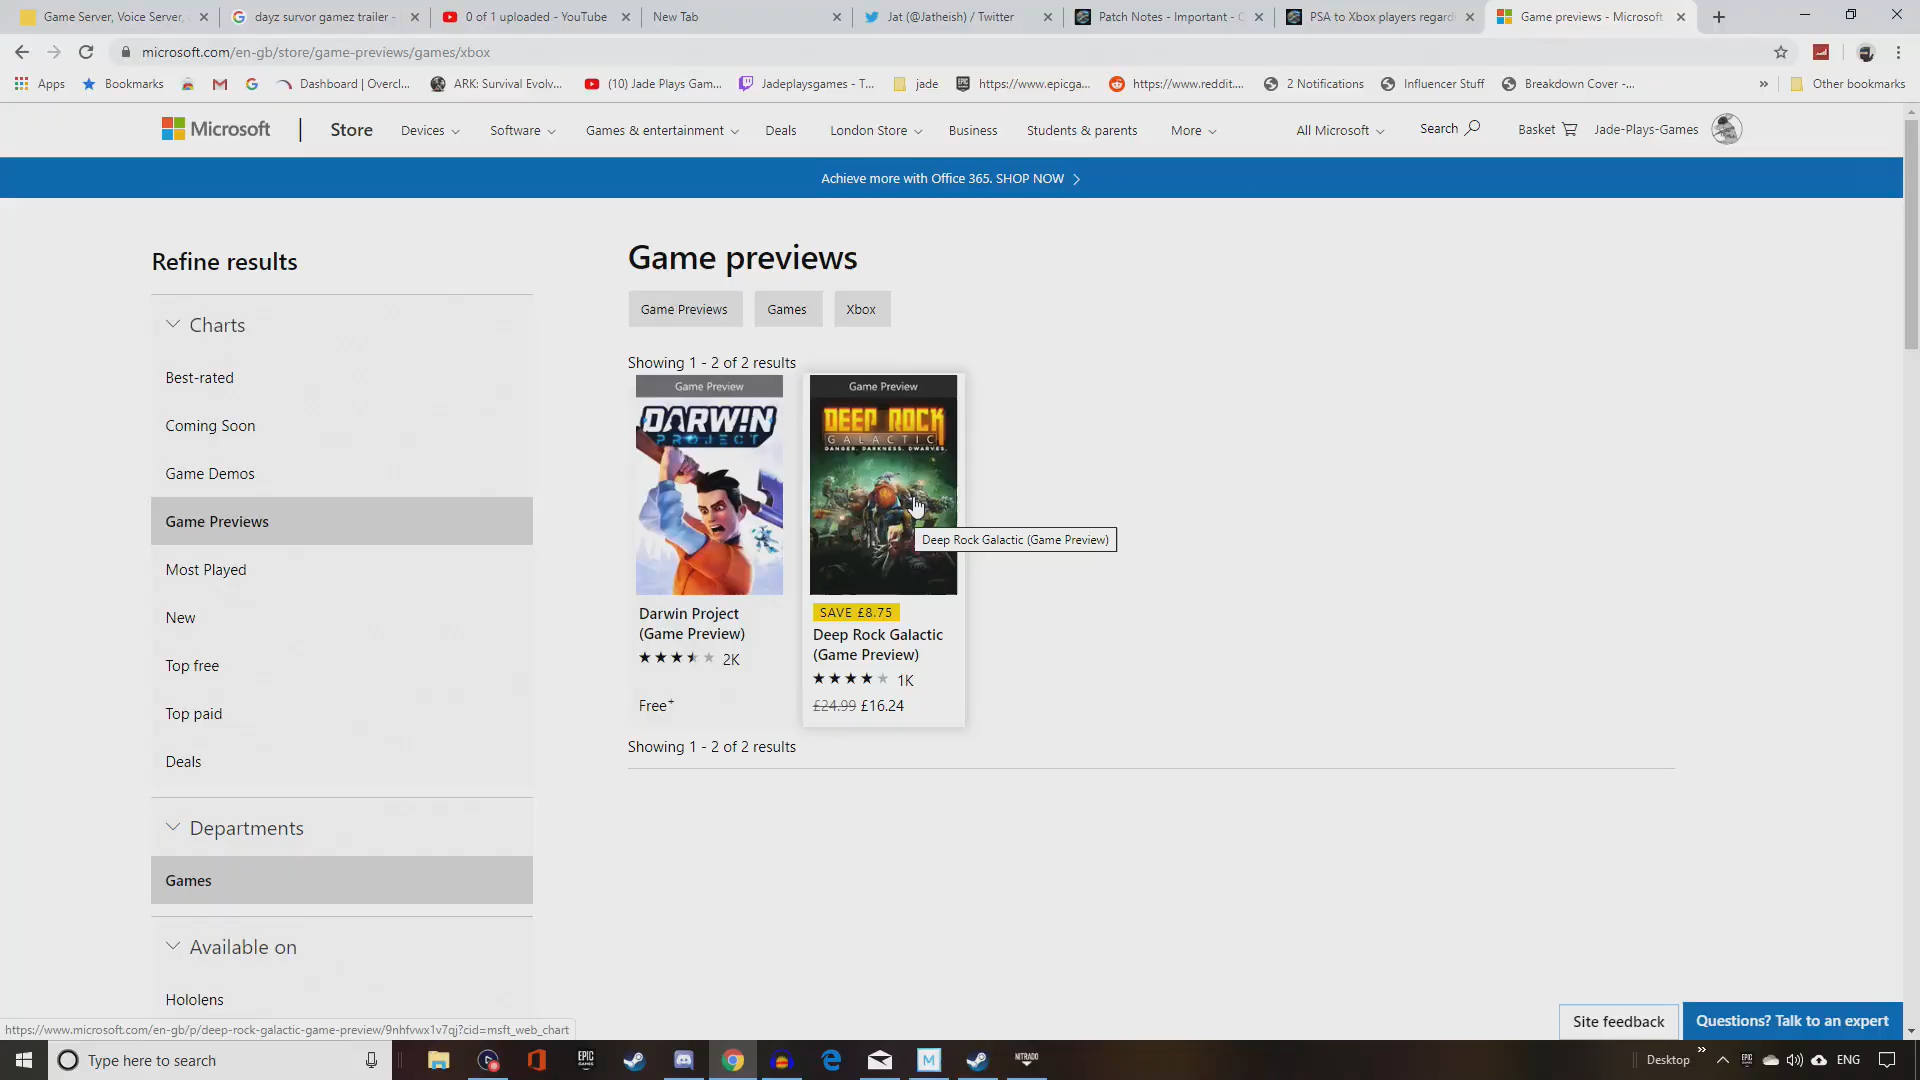 Game Server, Voice Server,
dayz survor gamez trailer -
0 of 1 uploaded - YouTube
New Tab
Jat (@Jatheish) / Twitter
Patch Notes - Important -
PSA to Xbox players regardi
Game previews - Microsoft
microsoft.com/en-gb/store/game-previews/games/xbox
Apps
Bookmarks
Dashboard | Overcl...
ARK: Survival Evolv...
(10) Jade Plays Gam...
Jadeplaysgames - T...
jade
https://www.epicga...
https://www.reddit....
2 Notifications
Influencer Stuff
Breakdown Cover -...
»
Other bookmarks
Microsoft
Store
Devices
Software
Games & entertainment
Deals
London Store
Business
Students & parents
More
All Microsoft
Search
Basket
Jade-Plays-Games
Achieve more with Office 365. SHOP NOW
Refine results
Charts
Best-rated
Coming Soon
Game Demos
Game Previews
Most Played
New
Top free
Top paid
Deals
Departments
Games
Available on
Hololens
Game previews
Game Previews
Games
Xbox
Showing 1 - 2 of 2 results
Game Preview
DARWIN
PROJECT
Darwin Project
(Game Preview)
2K
Free+
Game Preview
DEEP ROCK
GALACTIC
DANGER. DARKNESS. DWARVES.
Deep Rock Galactic (Game Preview)
SAVE £8.75
Deep Rock Galactic
(Game Preview)
1K
£24.99 £16.24
Showing 1 - 2 of 2 results
Site feedback
Questions? Talk to an expert
https://www.microsoft.com/en-gb/p/deep-rock-galactic-game-preview/9nhfvwx1v7qj?cid=msft_web_chart
Type here to search
EPIC
GAMES
M
NITRADO
Desktop
»
ENG